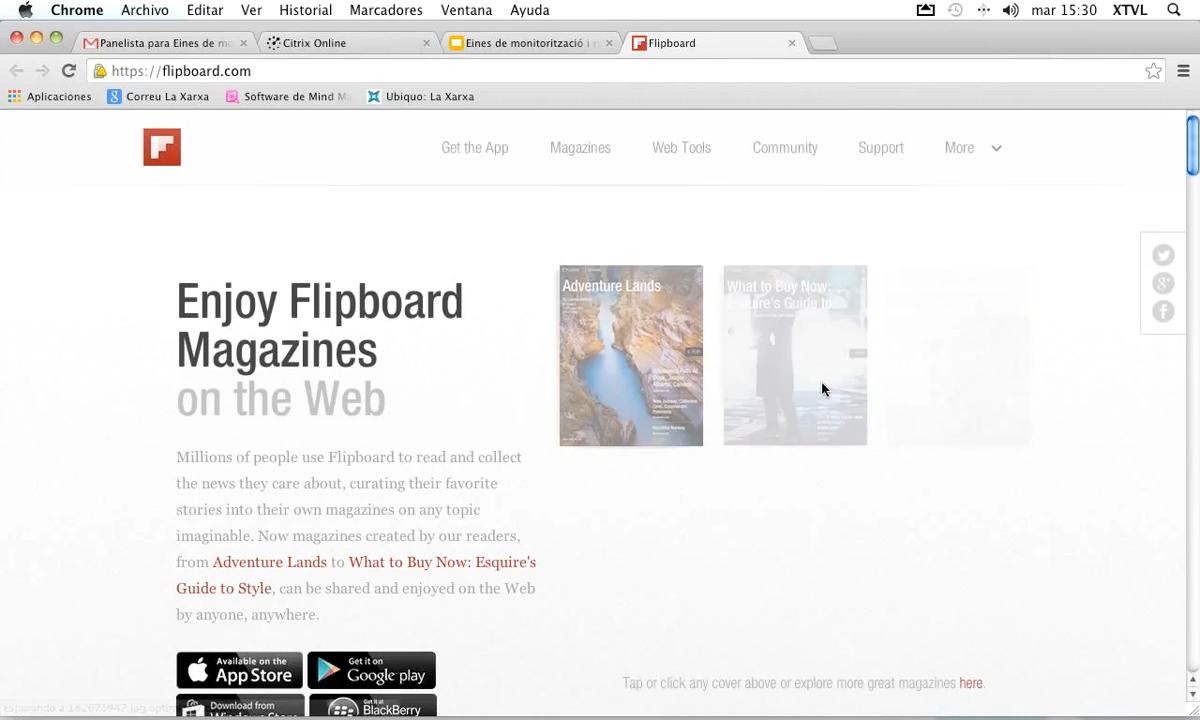 Chrome Archivo Editar Ver Historial Marcadores Ventana Ayuda mar 15:30 XTVL
Panelista para Eines de mo Citrix Online Eines de monitorització i Flipboard
https://flipboard.com
Aplicaciones Correu La Xarxa Software de Mind M Ubiquo: La Xarxa
Get the App Magazines Web Tools Community Support More
Enjoy Flipboard
Magazines
on the Web
Adventure Lands
What to Buy Now:
Esquire's Guide to
Millions of people use Flipboard to read and collect
the news they care about, curating their favorite
stories into their own magazines on any topic
imaginable. Now magazines created by our readers,
from Adventure Lands to What to Buy Now: Esquire's
Guide to Style, can be shared and enjoyed on the Web
by anyone, anywhere.
Available on the
App Store
Get it on
Google play
Download from
Get it at
BlackBerry
Tap or click any cover above or explore more great magazines here.